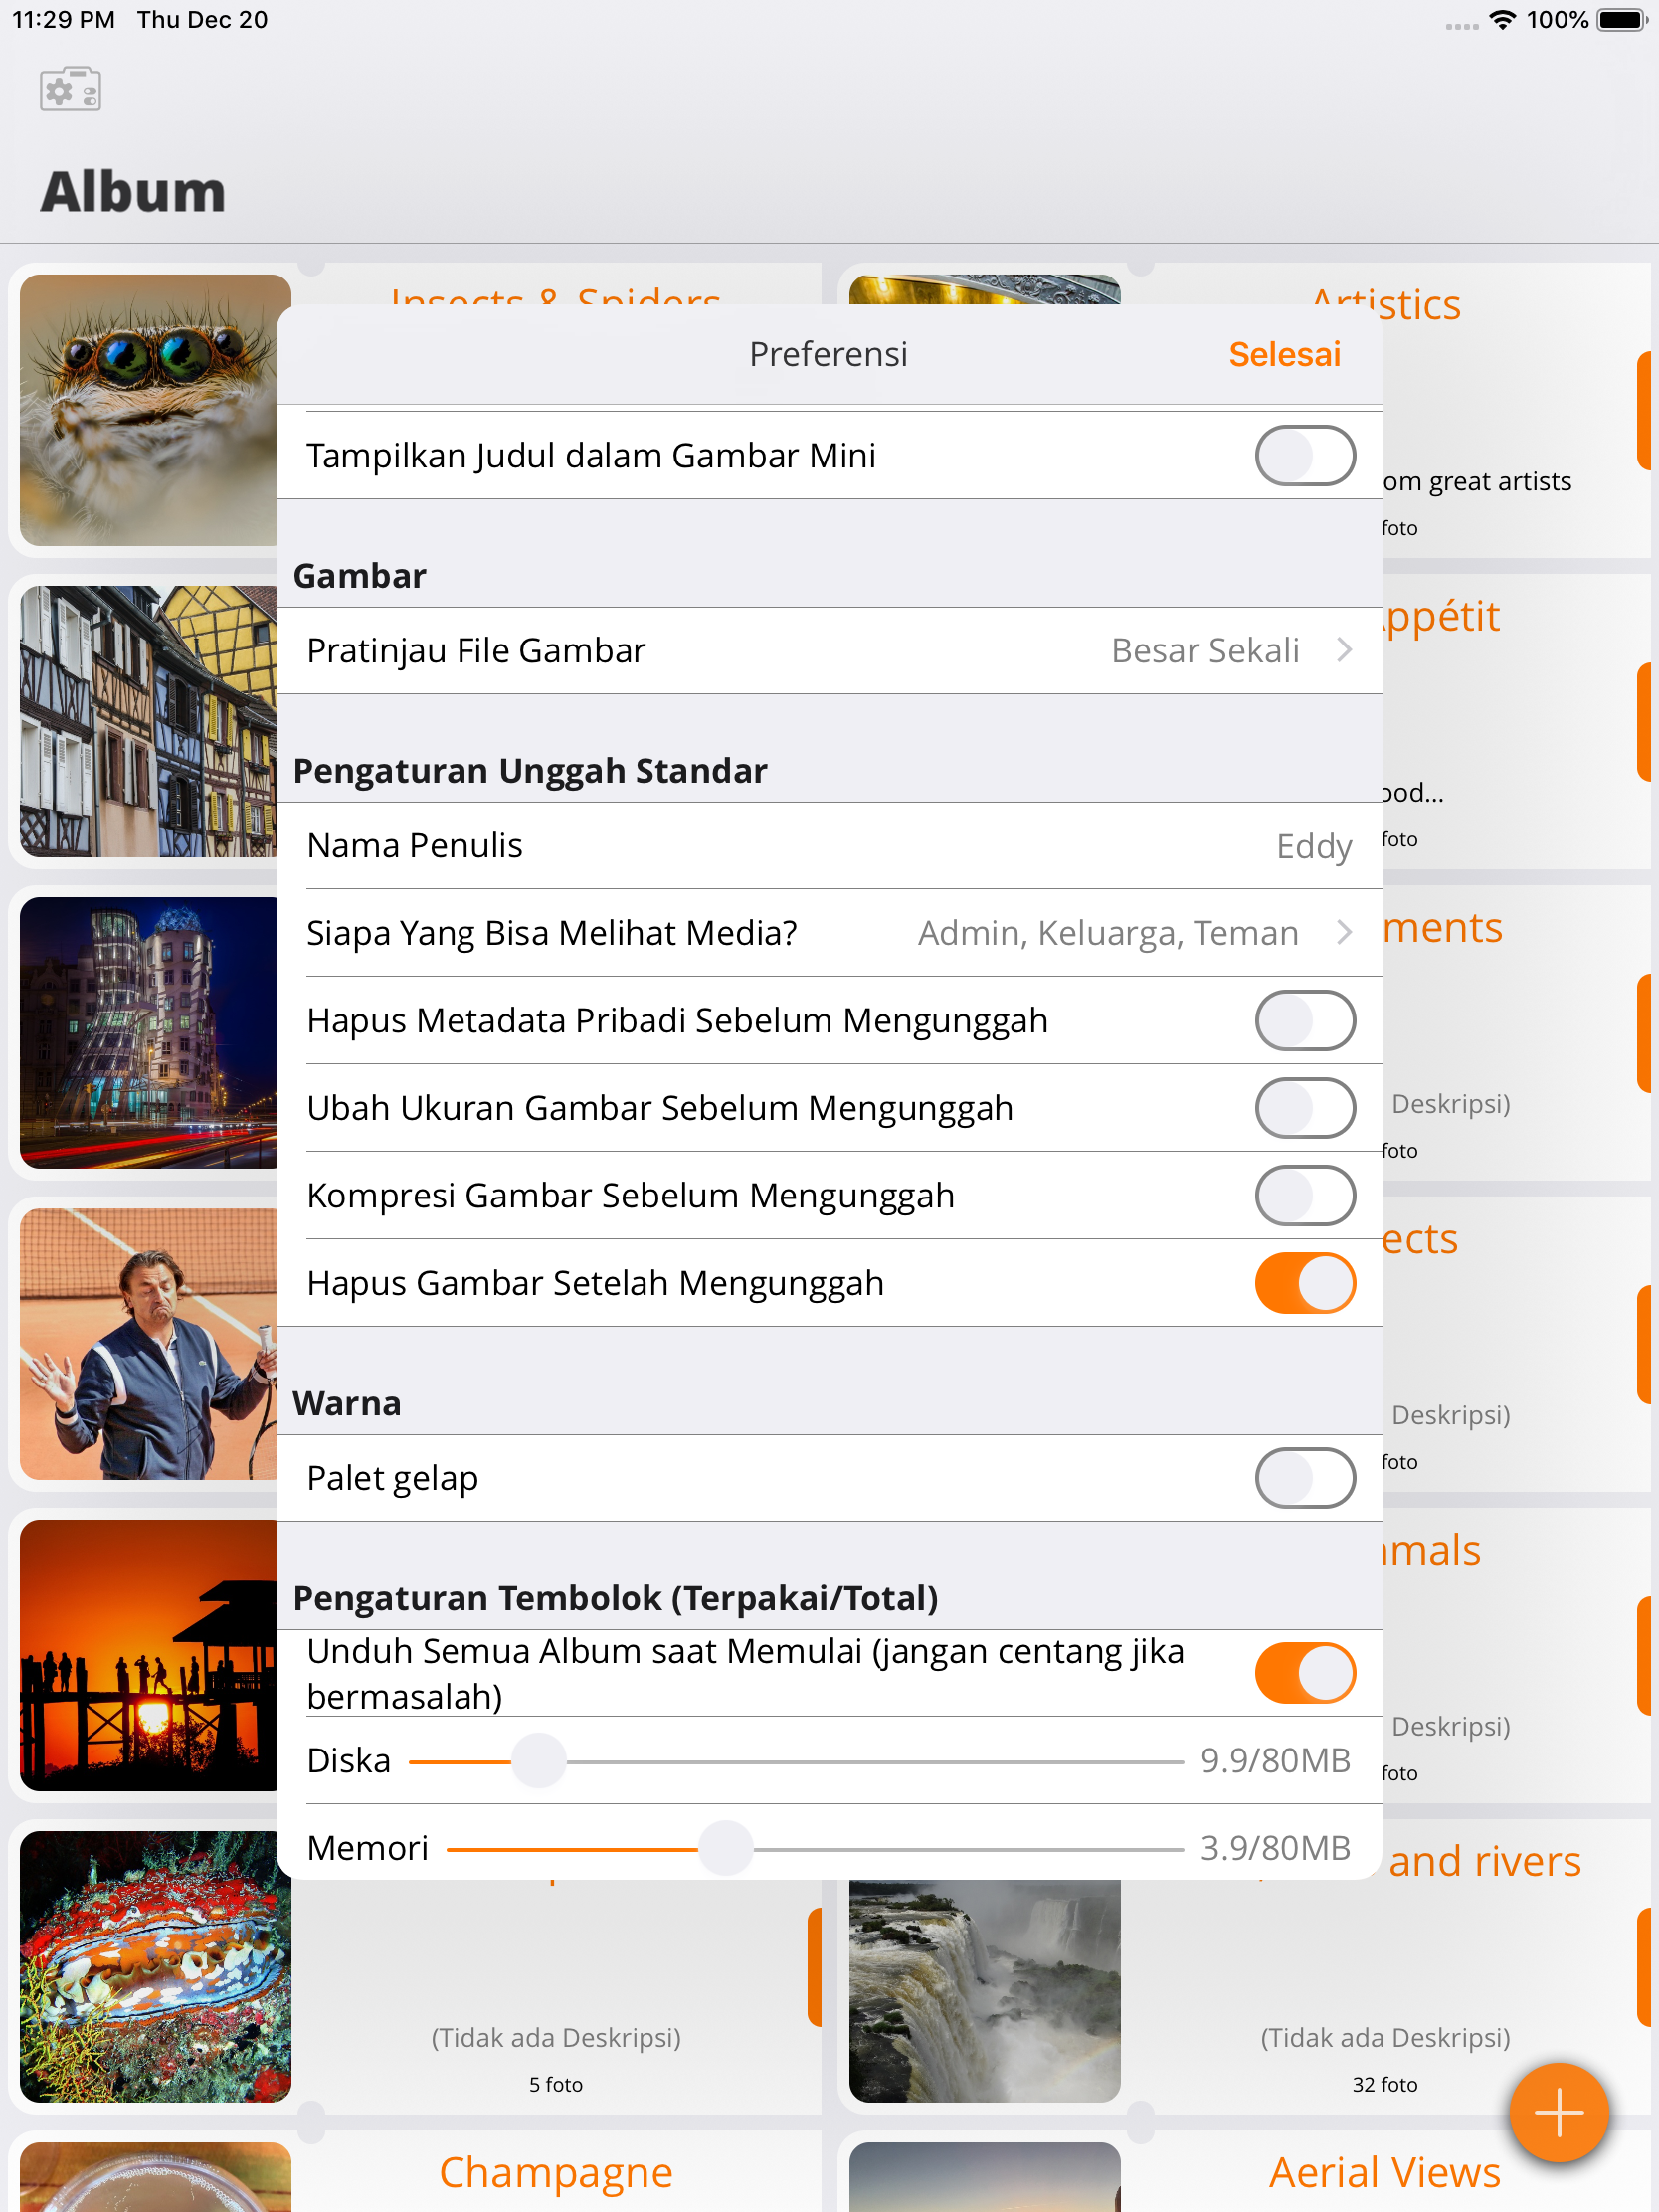 11:29 PM Thu Dec 20
100%
Album
Insects & Spiders
Artistics
om great artists
foto
Appétit
ood...
foto
ments
Deskripsi)
foto
ects
Deskripsi)
foto
mals
Deskripsi)
foto
Preferensi
Selesai
Tampilkan Judul dalam Gambar Mini
Gambar
Pratinjau File Gambar
Besar Sekali
Pengaturan Unggah Standar
Nama Penulis
Eddy
Siapa Yang Bisa Melihat Media?
Admin, Keluarga, Teman
Hapus Metadata Pribadi Sebelum Mengunggah
Ubah Ukuran Gambar Sebelum Mengunggah
Kompresi Gambar Sebelum Mengunggah
Hapus Gambar Setelah Mengunggah
Warna
Palet gelap
Pengaturan Tembolok (Terpakai/Total)
Unduh Semua Album saat Memulai (jangan centang jika
bermasalah)
Diska
9.9/80MB
Memori
3.9/80MB
(Tidak ada Deskripsi)
5 foto
and rivers
(Tidak ada Deskripsi)
32 foto
Champagne
Aerial Views